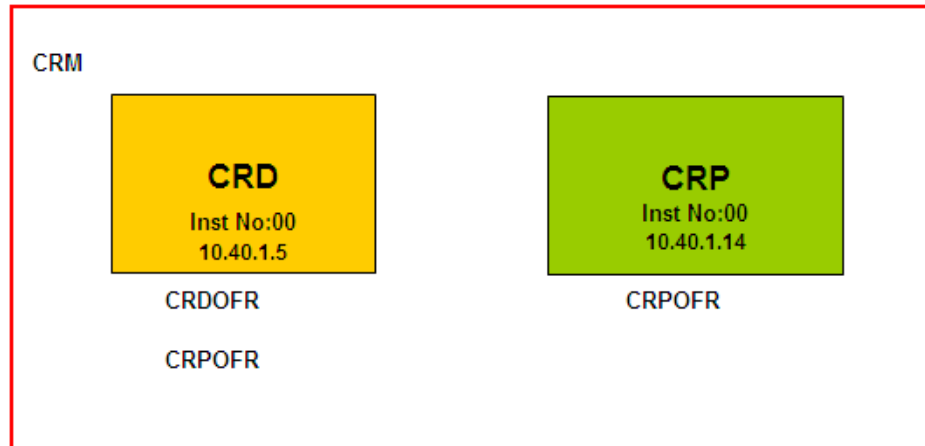 CRM
CRD
Inst No:00
10.40.1.5
CRDOFR
CRPOFR
CRP
Inst No:00
10.40.1.14
CRPOFR